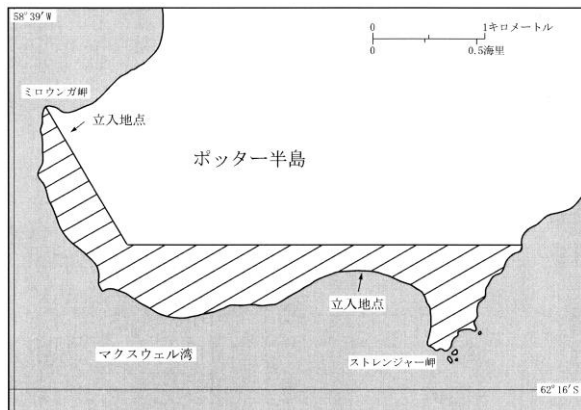 58°39′W
0 1キロメートル
0 0.5海里
ミロウンガ岬
立入地点
ポッター半島
立入地点
マクスウェル湾
ストレンジャー岬
62°16′S